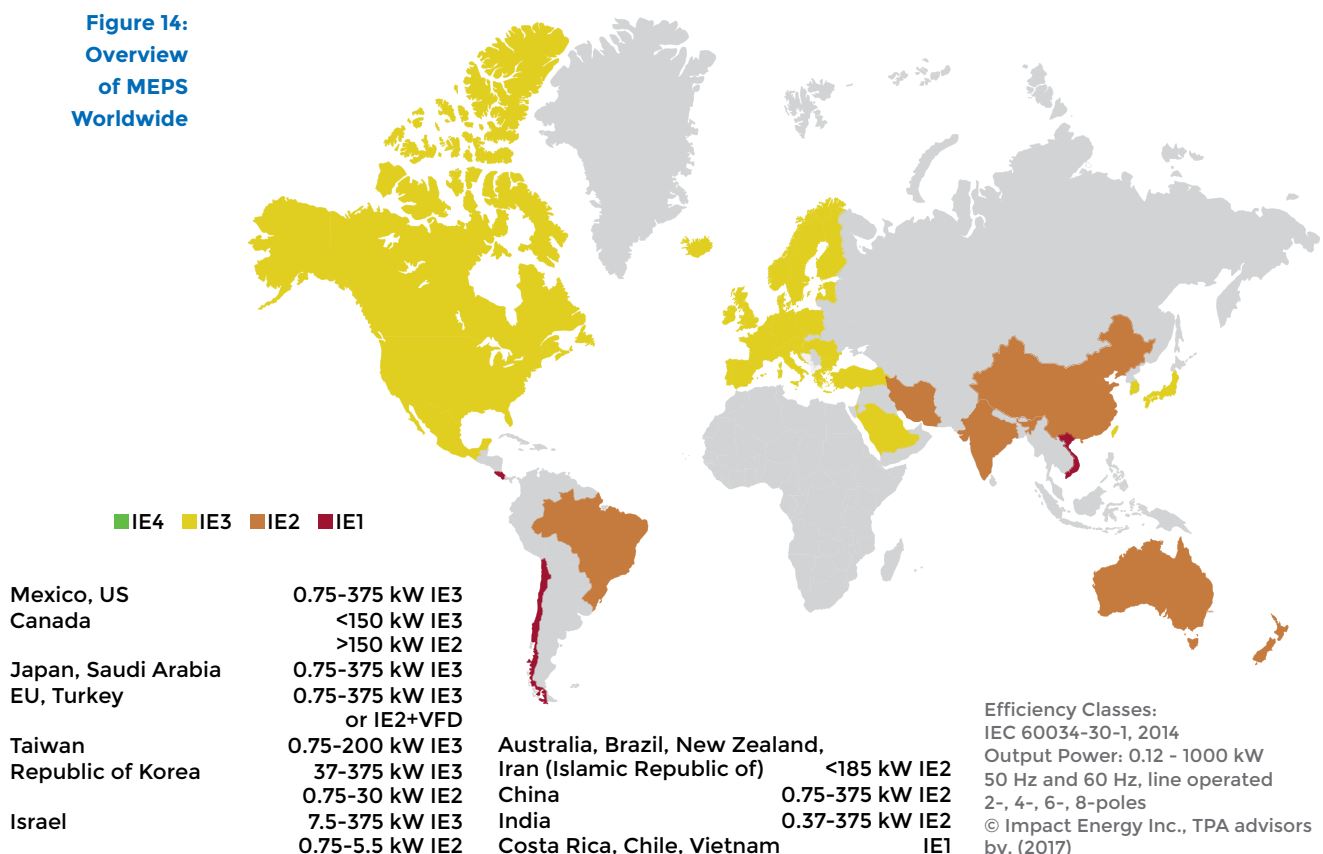 Figure 14:
Overview
of MEPS
Worldwide
IE4 IE3 IE2 IE1
Mexico, US 0.75-375 kW IE3
Canada <150 kW IE3
>150 kW IE2
Japan, Saudi Arabia 0.75-375 kW IE3
EU, Turkey 0.75-375 kW IE3
or IE2+VFD
Taiwan 0.75-200 kW IE3
Republic of Korea 37-375 kW IE3
0.75-30 kW IE2
Israel 7.5-375 kW IE3
0.75-5.5 kW IE2
Australia, Brazil, New Zealand,
Iran (Islamic Republic of) <185 kW IE2
China 0.75-375 kW IE2
India 0.37-375 kW IE2
Costa Rica, Chile, Vietnam IE1
Efficiency Classes:
IEC 60034-30-1, 2014
Output Power: 0.12 - 1000 kW
50 Hz and 60 Hz, line operated
2-, 4-, 6-, 8-poles
© Impact Energy Inc., TPA advisors
bv. (2017)